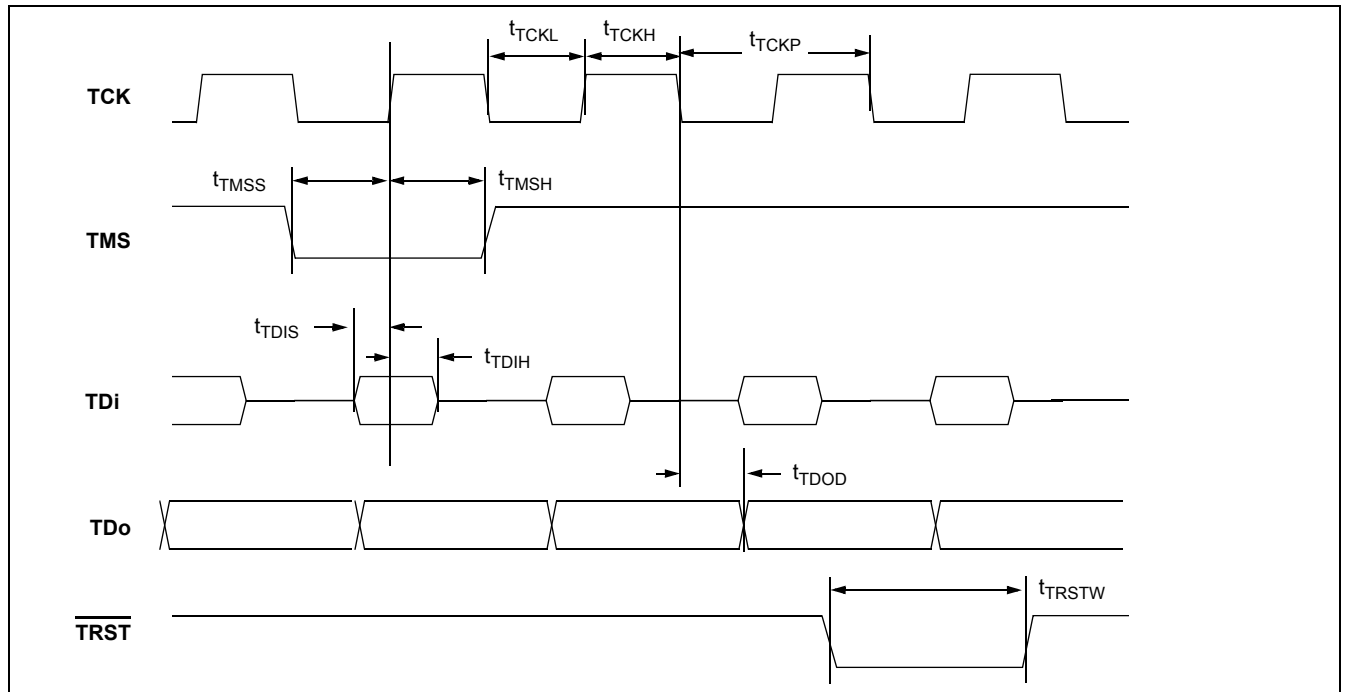 tTCKL tTCKH tTCKP
TCK
tTMSS tTMSH
TMS
tTDIS
tTDIH
TDi
tTDOD
TDo
tTRSTW
TRST